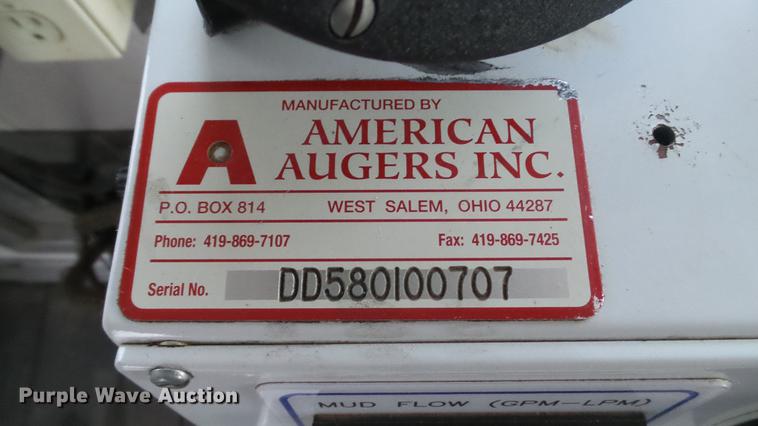 MANUFACTURED BY
A AMERICAN
AUGERS INC.
P.O. BOX 814 WEST SALEM, OHIO 44287
Phone: 419-869-7107 Fax: 419-869-7425
Serial No. DD580100707
MUD FLOW (GPM-LPM)
Purple Wave Auction